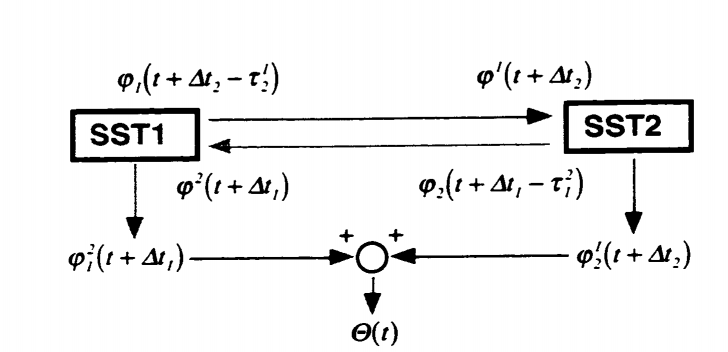 φ₁(t + Δt₂ − τ₂¹) φ¹(t + Δt₂)
SST1 SST2
φ²(t + Δt₁) φ₂(t + Δt₁ − τ₁²)
+ +
φ₁²(t + Δt₁) φ₂¹(t + Δt₂)
Θ(t)